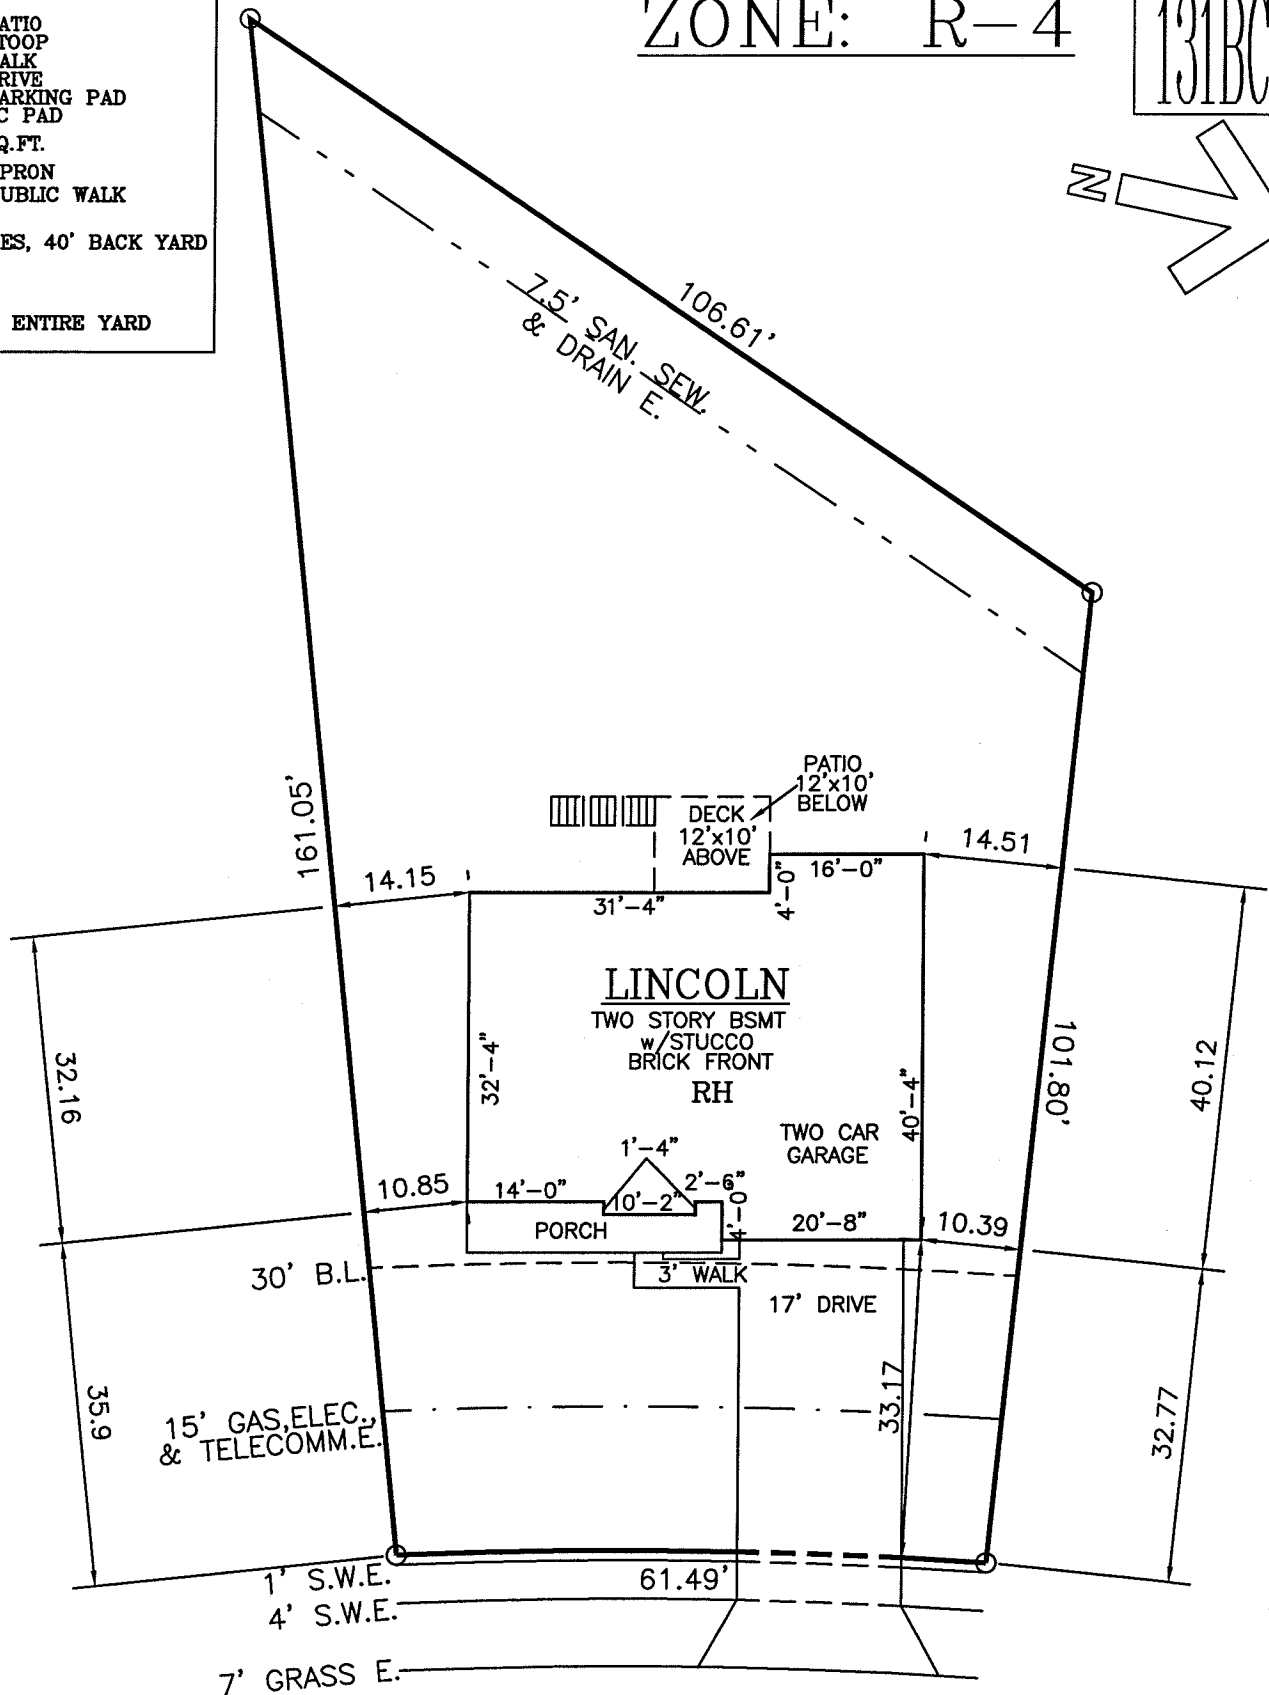 ATIO
TOOP
ALK
RIVE
ARKING PAD
C PAD
Q.FT.
PRON
UBLIC WALK
ES, 40' BACK YARD
ENTIRE YARD
ZONE: R-4
131BC
N
106.61'
7.5' SAN. SEW.
& DRAIN E.
161.05'
PATIO
12'x10'
BELOW
DECK
12'x10'
ABOVE
14.15
31'-4"
4'-0"
16'-0"
14.51
LINCOLN
TWO STORY BSMT
w/STUCCO
BRICK FRONT
RH
32'-4"
40'-4"
101.80'
32.16
40.12
TWO CAR
GARAGE
1'-4"
10.85
14'-0"
10'-2"
2'-6"
4'-0"
PORCH
20'-8"
10.39
30' B.L.
3' WALK
17' DRIVE
33.17
35.9
32.77
15' GAS,ELEC.,
& TELECOMM.E.
1' S.W.E.
61.49'
4' S.W.E.
7' GRASS E.